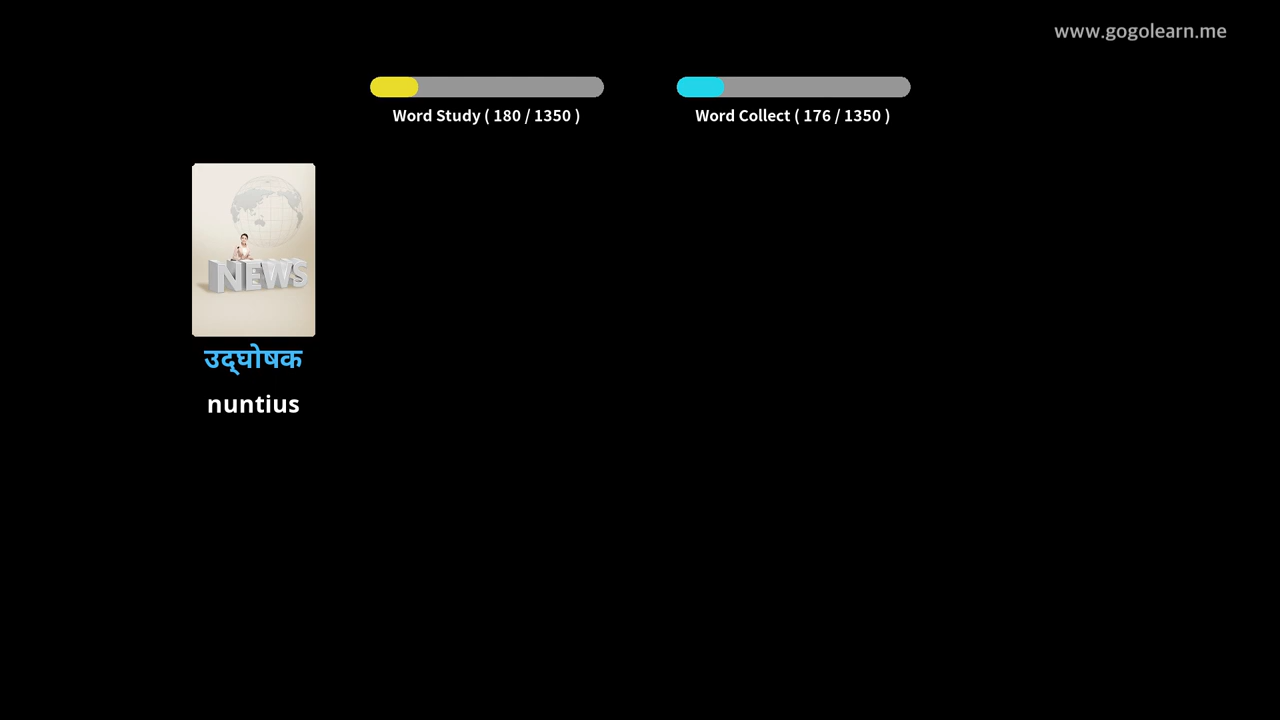 www.gogolearn.me
Word Study ( 180 / 1350 )
Word Collect ( 176 / 1350 )
NEWS
उद्घोषक
nuntius